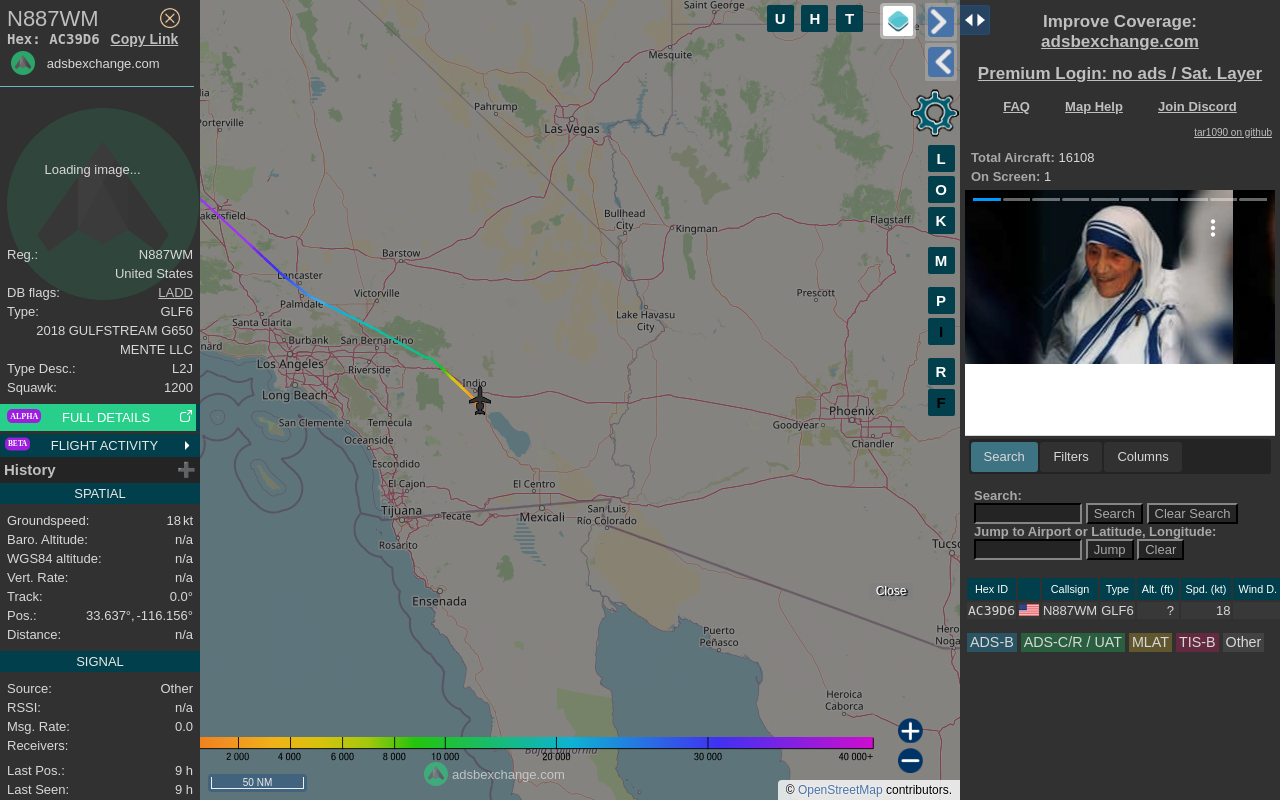 N887WM
Hex: AC39D6 Copy Link
adsbexchange.com
Loading image...
Reg.: N887WM
United States
DB flags: LADD
Type: GLF6
2018 GULFSTREAM G650
MENTE LLC
Type Desc.: L2J
Squawk: 1200
ALPHA FULL DETAILS
BETA FLIGHT ACTIVITY
History
SPATIAL
Groundspeed: 18 kt
Baro. Altitude: n/a
WGS84 altitude: n/a
Vert. Rate: n/a
Track: 0.0°
Pos.: 33.637°, -116.156°
Distance: n/a
SIGNAL
Source: Other
RSSI: n/a
Msg. Rate: 0.0
Receivers:
Last Pos.: 9 h
Last Seen: 9 h
Saint George
U H T
Mesquite
Porterville
Pahrump
Las Vegas
L
O
K
M
P
I
R
F
Bullhead City
Kingman
Flagstaff
Barstow
Lancaster
Palmdale
Victorville
Prescott
Santa Clarita
Lake Havasu City
Burbank
San Bernardino
Los Angeles
Riverside
Long Beach
Indio
Phoenix
San Clemente
Temecula
Goodyear
Oceanside
Chandler
Escondido
El Cajon
El Centro
Tijuana
Tecate
Mexicali
San Luis Río Colorado
Rosarito
Ensenada
Close
Puerto Peñasco
Heroica Caborca
2 000 4 000 6 000 8 000 10 000 20 000 30 000 40 000+
50 NM
adsbexchange.com
© OpenStreetMap contributors.
Improve Coverage:
adsbexchange.com
Premium Login: no ads / Sat. Layer
FAQ Map Help Join Discord
tar1090 on github
Total Aircraft: 16108
On Screen: 1
Search Filters Columns
Search:
Search Clear Search
Jump to Airport or Latitude, Longitude:
Jump Clear
Hex ID Callsign Type Alt. (ft) Spd. (kt) Wind D.
AC39D6 N887WM GLF6 ? 18
ADS-B ADS-C/R / UAT MLAT TIS-B Other